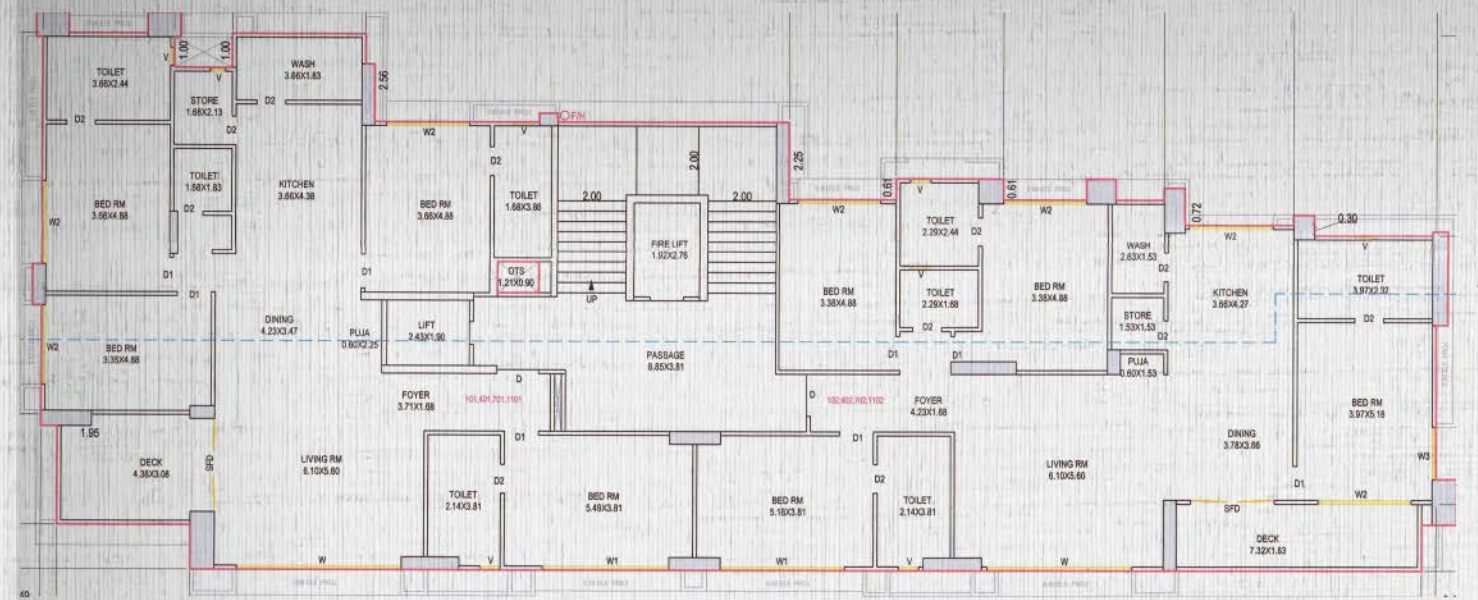 1.00
1.00
TOILET
3.66X2.44
V
WASH
3.66X1.83
V
STORE
1.68X2.13
D2
2.56
D2
D2
F/H
W2
V
TOILET
1.68X1.83
D2
KITCHEN
3.66X4.38
BED RM
3.66X4.88
W2
BED RM
3.66X4.88
D2
TOILET
1.68X3.86
2.00
2.00
2.00
2.25
FIRE LIFT
1.92X2.76
UP
OTS
1.21X0.90
D1
D1
D1
0.61
V
0.61
W2
TOILET
2.29X2.44
D2
W2
V
TOILET
2.29X1.68
D2
BED RM
3.38X4.88
BED RM
3.38X4.88
WASH
2.63X1.53
D2
0.72
W2
0.30
V
TOILET
3.97X2.32
D2
KITCHEN
3.66X4.27
STORE
1.53X1.53
D2
PUJA
0.60X1.53
DINING
4.23X3.47
PUJA
0.60X2.25
LIFT
2.43X1.90
PASSAGE
8.85X3.81
D1
D1
W2
BED RM
3.35X4.88
FOYER
3.71X1.68
D
101,401,701,1101
D
102,402,702,1102
FOYER
4.23X1.68
BED RM
3.97X5.18
W3
DINING
3.78X3.66
1.95
DECK
4.38X3.08
SFD
LIVING RM
6.10X5.60
D1
D2
TOILET
2.14X3.81
BED RM
5.49X3.81
BED RM
5.18X3.81
D1
D2
TOILET
2.14X3.81
LIVING RM
6.10X5.60
D1
W2
SFD
DECK
7.32X1.83
W
V
W1
W1
V
W